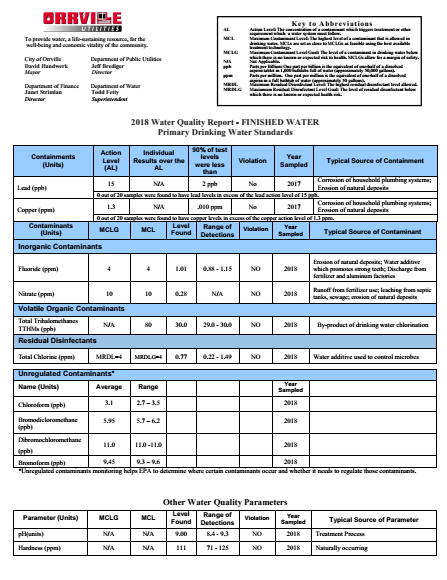 ORRVILLE
UTILITIES
To provide water, a life-sustaining resource, for the
well-being and economic vitality of the community.
City of Orrville Department of Public Utilities
David Handwerk Jeff Brediger
Mayor Director
Department of Finance Department of Water
Janet Strimlan Todd Fetty
Director Superintendent
Key to Abbreviations
AL Action Level: The concentration of a contaminant which triggers treatment or other
requirement which a water system must follow.
MCL Maximum Contaminant Level: The highest level of a contaminant that is allowed in
drinking water. MCLs are set as close to MCLGs as feasible using the best available
treatment technology.
MCLG Maximum Contaminant Level Goal: The level of a contaminant in drinking water below
which there is no known or expected risk to health. MCLGs allow for a margin of safety.
N/A Not Applicable
ppb Parts per Billion: One part per billion is the equivalent of one-half of a dissolved
aspirin tablet in 1,000 bathtubs full of water (approximately 50,000 gallons).
ppm Parts per million. One part per million is the equivalent of one-half of a dissolved
aspirin in a full bathtub of water (approximately 50 gallons).
MRDL Maximum Residual Disinfectant Level: The highest residual disinfectant level allowed.
MRDLG Maximum Residual Disinfectant Level Goal: The level of residual disinfectant below
which there is no known or expected health risk.
2018 Water Quality Report - FINISHED WATER
Primary Drinking Water Standards
Containments (Units) Action Level (AL) Individual Results over the AL 90% of test levels were less than Violation Year Sampled Typical Source of Containment
Lead (ppb) 15 N/A 2 ppb No 2017 Corrosion of household plumbing systems; Erosion of natural deposits
0 out of 20 samples were found to have lead levels in excess of the lead action level of 15 ppb.
Copper (ppm) 1.3 N/A .010 ppm No 2017 Corrosion of household plumbing systems; Erosion of natural deposits
0 out of 20 samples were found to have copper levels in excess of the copper action level of 1.3 ppm.
Contaminants (Units) MCLG MCL Level Found Range of Detections Violation Year Sampled Typical Source of Contaminant
Inorganic Contaminants
Fluoride (ppm) 4 4 1.01 0.88 - 1.15 NO 2018 Erosion of natural deposits; Water additive which promotes strong teeth; Discharge from fertilizer and aluminum factories
Nitrate (ppm) 10 10 0.28 N/A NO 2018 Runoff from fertilizer use; leaching from septic tanks, sewage; erosion of natural deposits
Volatile Organic Contaminants
Total Trihalomethanes TTHMs (ppb) N/A 80 30.0 29.0 - 30.0 NO 2018 By-product of drinking water chlorination
Residual Disinfectants
Total Chlorine (ppm) MRDL=4 MRDLG=4 0.77 0.22 - 1.49 NO 2018 Water additive used to control microbes
Unregulated Contaminants*
Name (Units) Average Range Year Sampled
Chloroform (ppb) 3.1 2.7 – 3.5 2018
Bromodicloromethane (ppb) 5.95 5.7 – 6.2 2018
Dibromochloromethane (ppb) 11.0 11.0 -11.0 2018
Bromoform (ppb) 9.45 9.3 – 9.6 2018
*Unregulated contaminants monitoring helps EPA to determine where certain contaminants occur and whether it needs to regulate those contaminants.
Other Water Quality Parameters
Parameter (Units) MCLG MCL Level Found Range of Detections Violation Year Sampled Typical Source of Parameter
pH(units) N/A N/A 9.00 8.4 - 9.3 NO 2018 Treatment Process
Hardness (ppm) N/A N/A 111 71 - 125 NO 2018 Naturally occurring